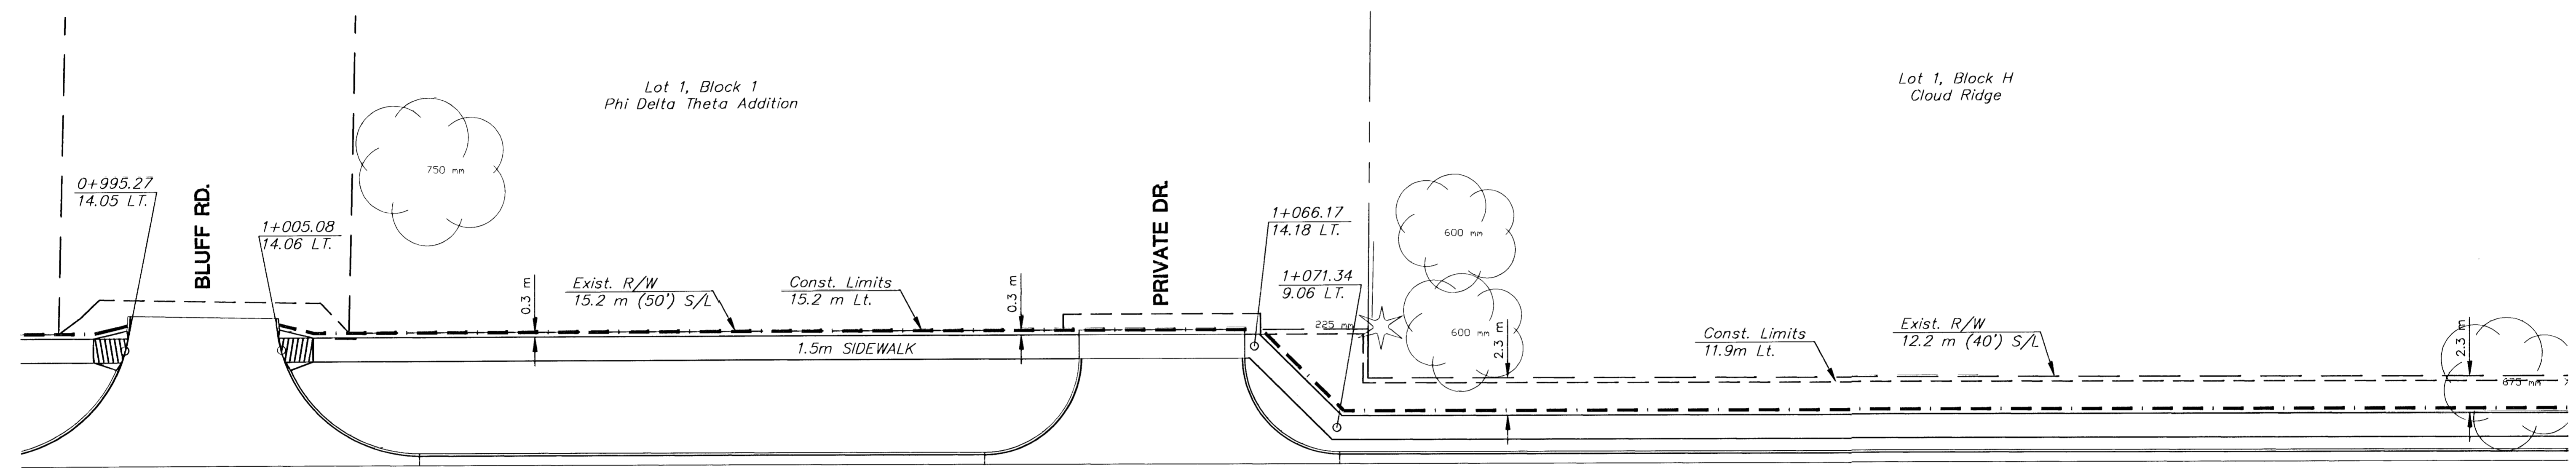 Lot 1, Block 1
Phi Delta Theta Addition
Lot 1, Block H
Cloud Ridge
750 mm
0+995.27
14.05 LT.
BLUFF RD.
1+005.08
14.06 LT.
0.3 m
Exist. R/W
15.2 m (50') S/L
Const. Limits
15.2 m Lt.
0.3 m
PRIVATE DR.
1+066.17
14.18 LT.
1+071.34
9.06 LT.
600 mm
225 mm
600 mm
2.3 m
Const. Limits
11.9m Lt.
Exist. R/W
12.2 m (40') S/L
2.3 m
675 mm
1.5m SIDEWALK